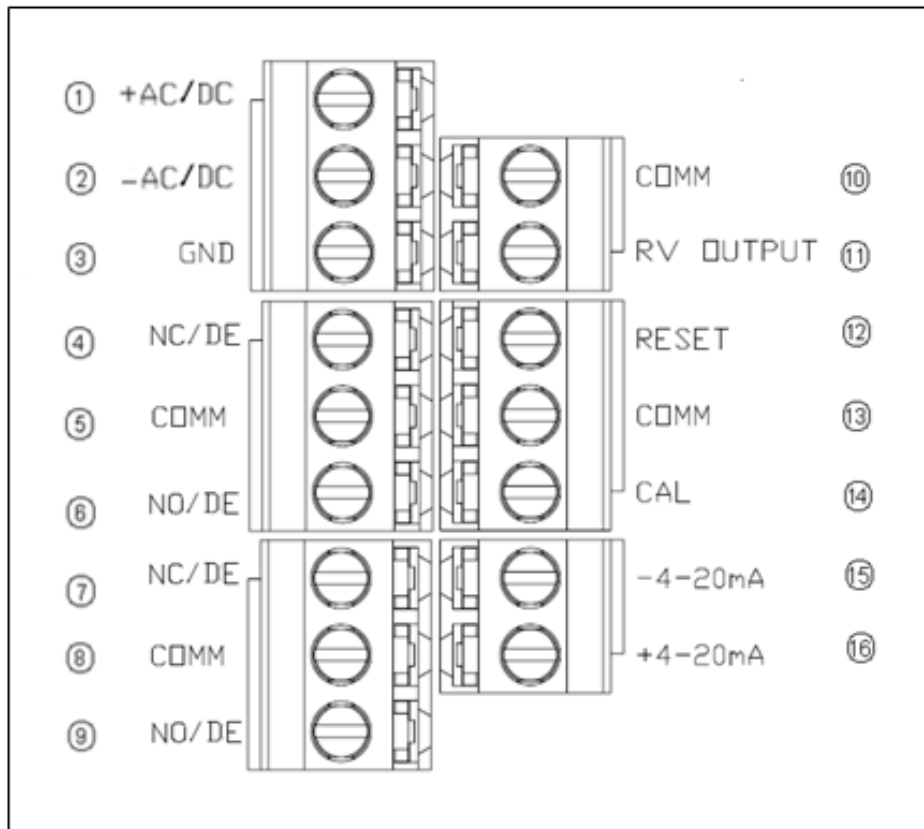 ① +AC/DC
② -AC/DC
③ GND
④ NC/DE
⑤ COMM
⑥ NO/DE
⑦ NC/DE
⑧ COMM
⑨ NO/DE
COMM ⑩
RV OUTPUT ⑪
RESET ⑫
COMM ⑬
CAL ⑭
-4-20mA ⑮
+4-20mA ⑯